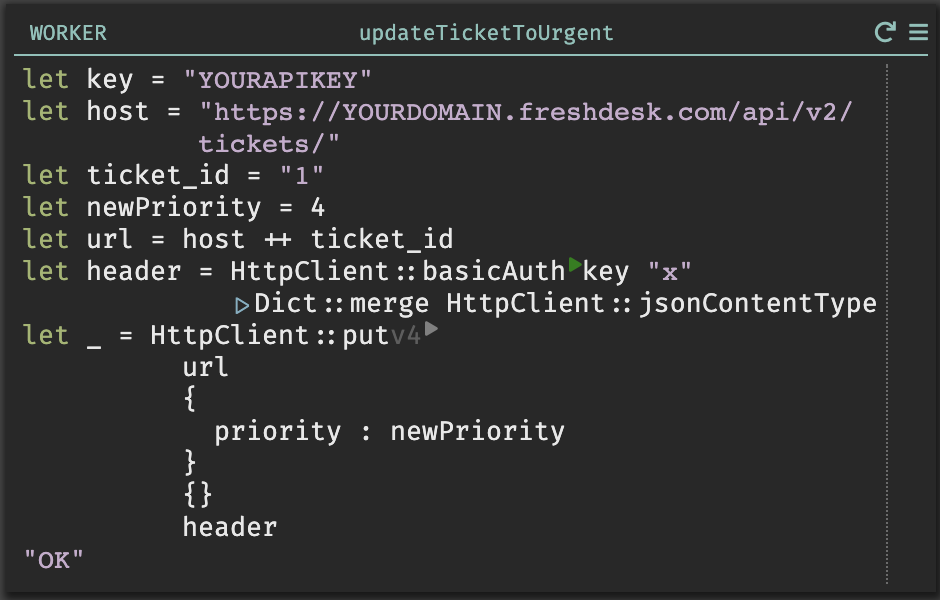 WORKER updateTicketToUrgent
let key = "YOURAPIKEY"
let host = "https://YOURDOMAIN.freshdesk.com/api/v2/
tickets/"
let ticket_id = "1"
let newPriority = 4
let url = host ++ ticket_id
let header = HttpClient::basicAuth key "x"
Dict::merge HttpClient::jsonContentType
let _ = HttpClient::putv4
url
{
priority : newPriority
}
{}
header
"OK"